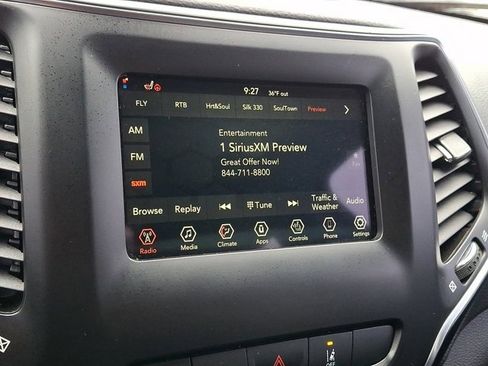 9:27 36°F out
FLY RTB Hrt&Soul Silk 330 SoulTown Preview
AM
FM
sxm
Entertainment
1 SiriusXM Preview
Great Offer Now!
844-711-8800
Fav
Browse Replay Tune Traffic & Weather Audio
Radio Media Climate Apps Controls Phone Settings
OFF